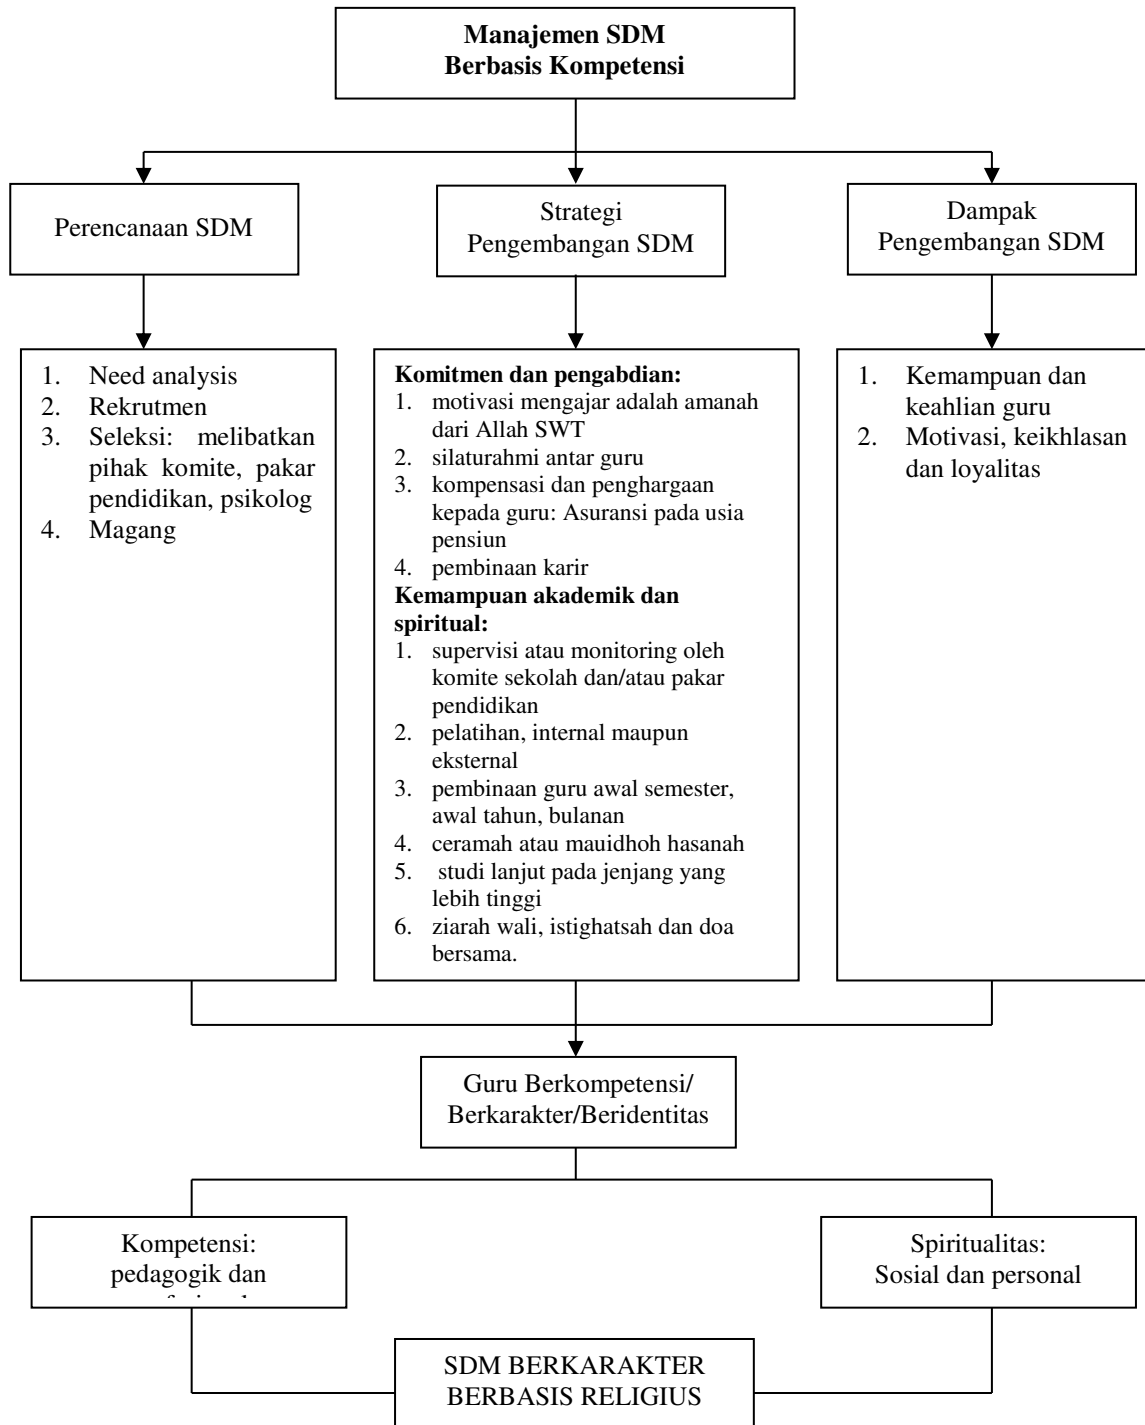 Manajemen SDM
Berbasis Kompetensi
Perencanaan SDM
Strategi
Pengembangan SDM
Dampak
Pengembangan SDM
1. Need analysis
2. Rekrutmen
3. Seleksi: melibatkan
pihak komite, pakar
pendidikan, psikolog
4. Magang
Komitmen dan pengabdian:
1. motivasi mengajar adalah amanah
dari Allah SWT
2. silaturahmi antar guru
3. kompensasi dan penghargaan
kepada guru: Asuransi pada usia
pensiun
4. pembinaan karir
Kemampuan akademik dan
spiritual:
1. supervisi atau monitoring oleh
komite sekolah dan/atau pakar
pendidikan
2. pelatihan, internal maupun
eksternal
3. pembinaan guru awal semester,
awal tahun, bulanan
4. ceramah atau mauidhoh hasanah
5. studi lanjut pada jenjang yang
lebih tinggi
6. ziarah wali, istighatsah dan doa
bersama.
1. Kemampuan dan
keahlian guru
2. Motivasi, keikhlasan
dan loyalitas
Guru Berkompetensi/
Berkarakter/Beridentitas
Kompetensi:
pedagogik dan
Spiritualitas:
Sosial dan personal
SDM BERKARAKTER
BERBASIS RELIGIUS